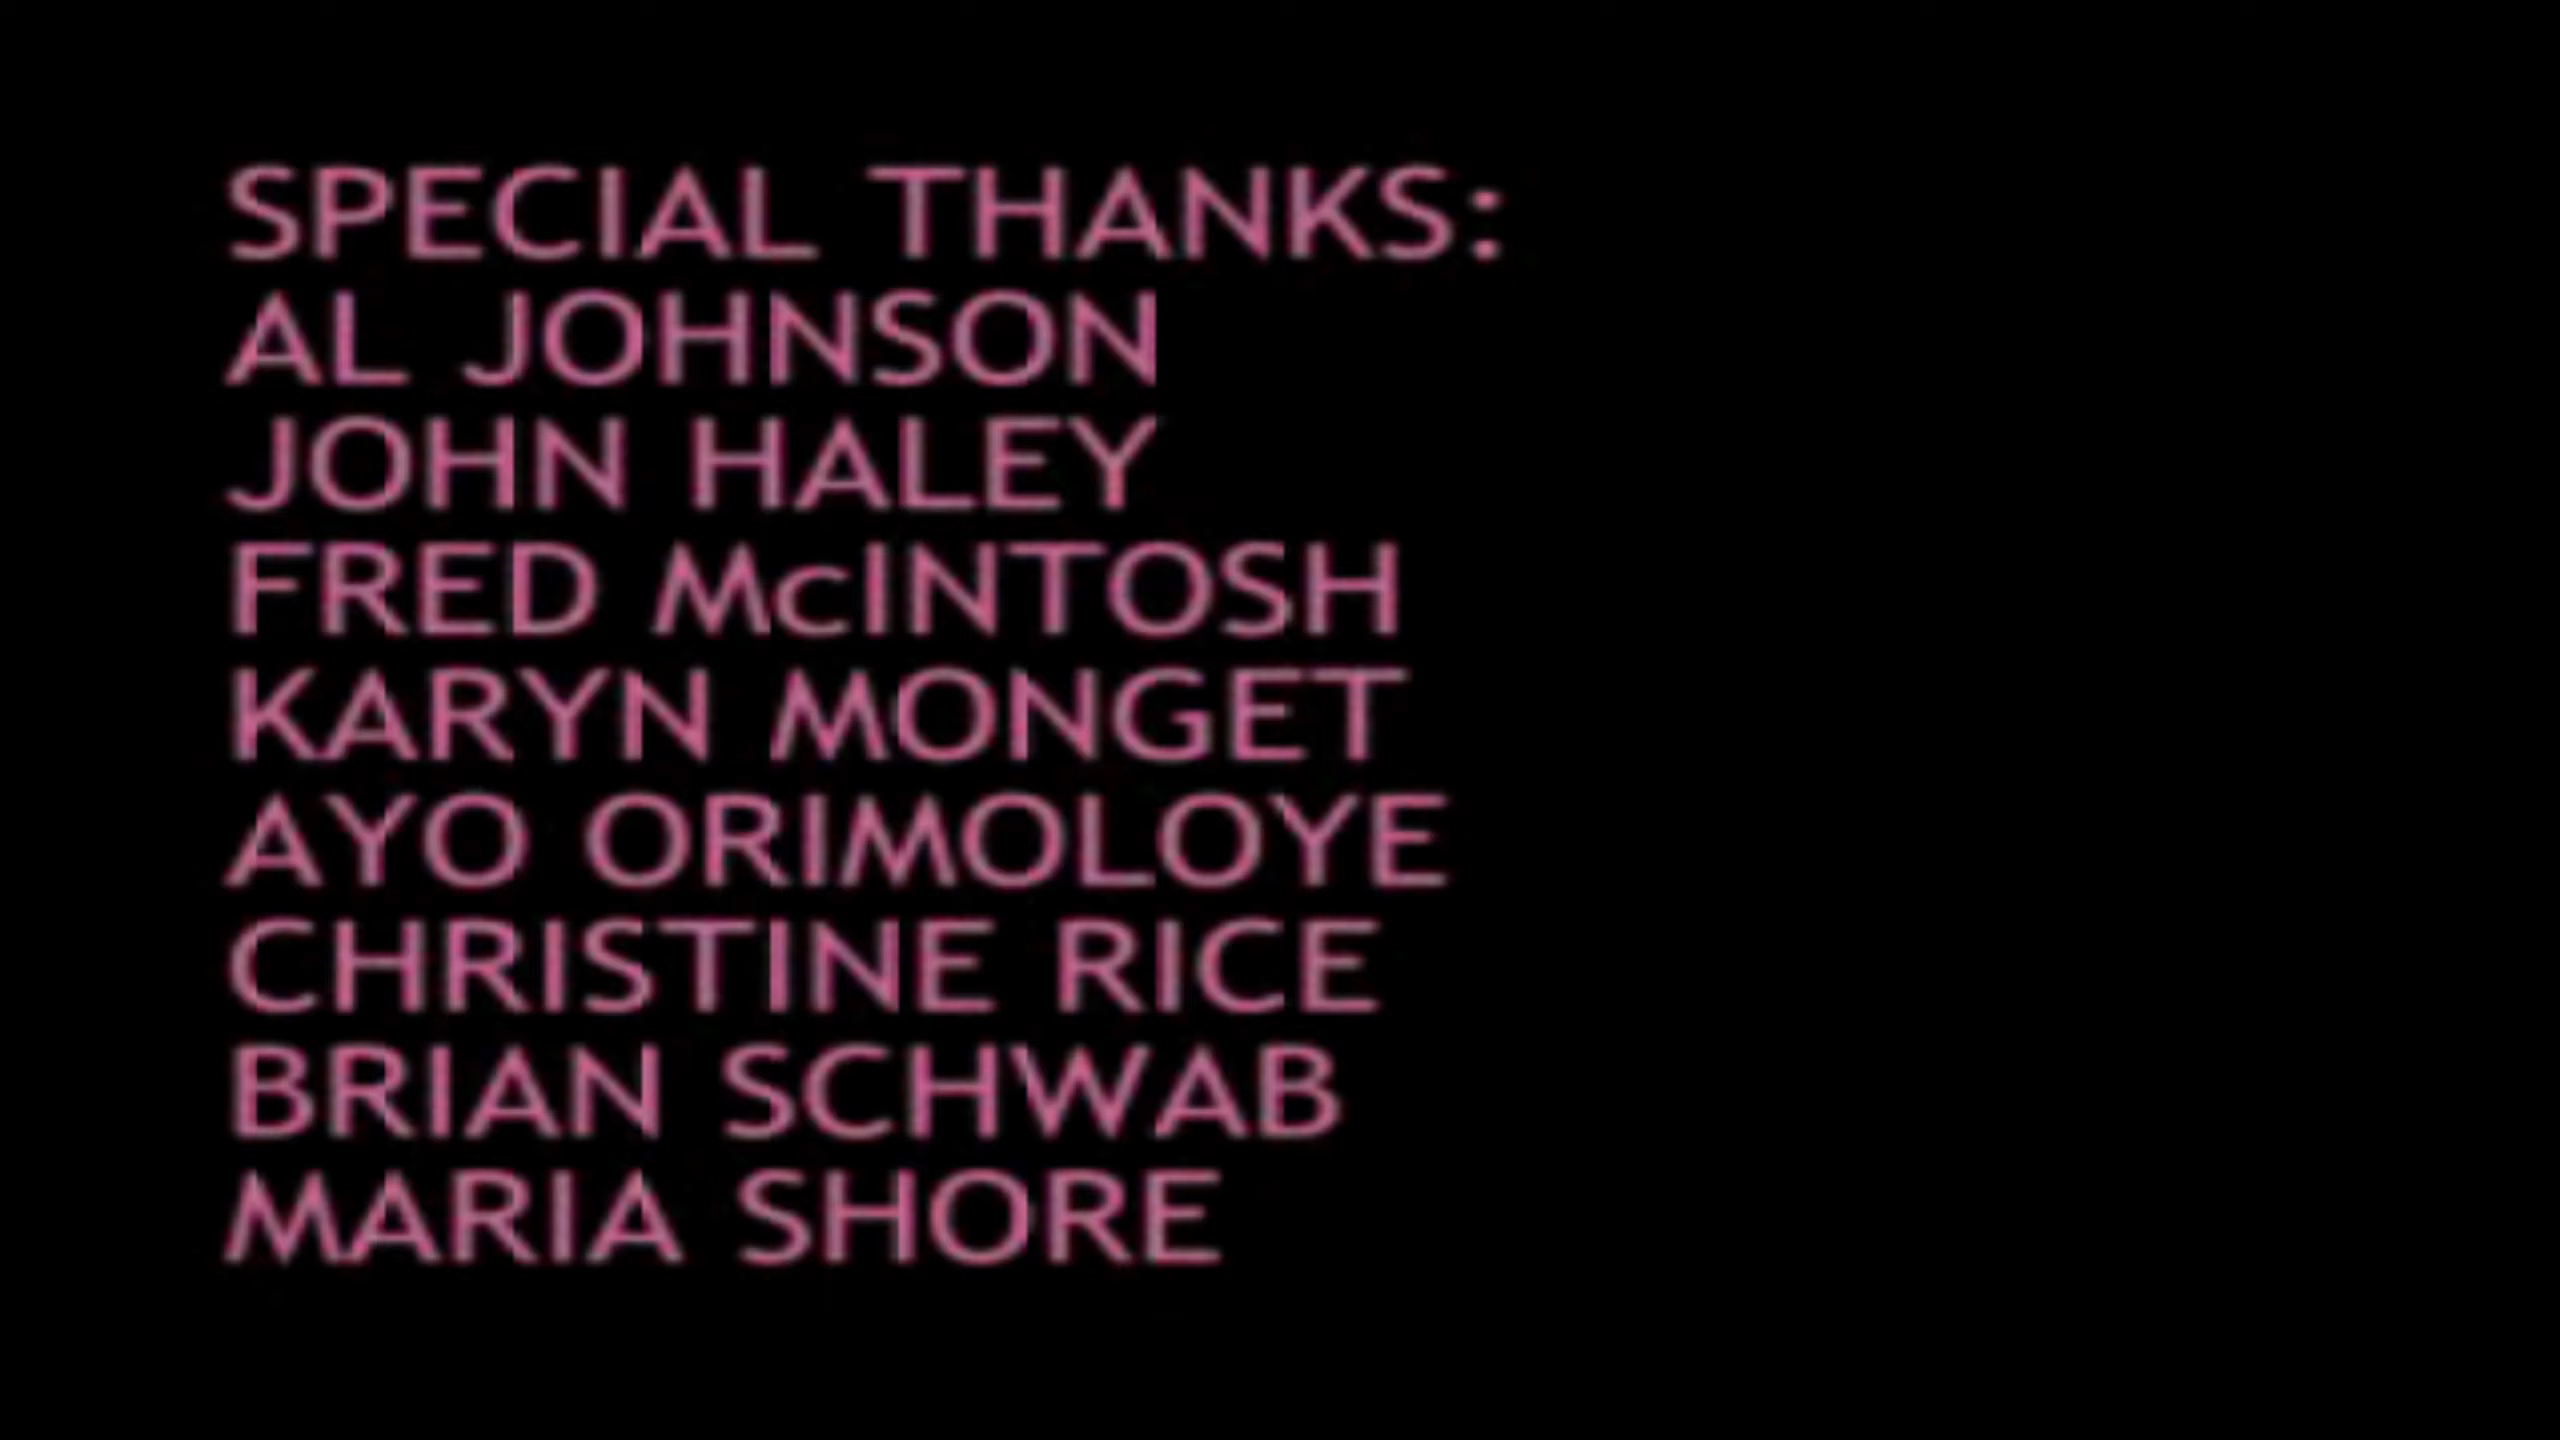 SPECIAL THANKS:
AL JOHNSON
JOHN HALEY
FRED McINTOSH
KARYN MONGET
AYO ORIMOLOYE
CHRISTINE RICE
BRIAN SCHWAB
MARIA SHORE